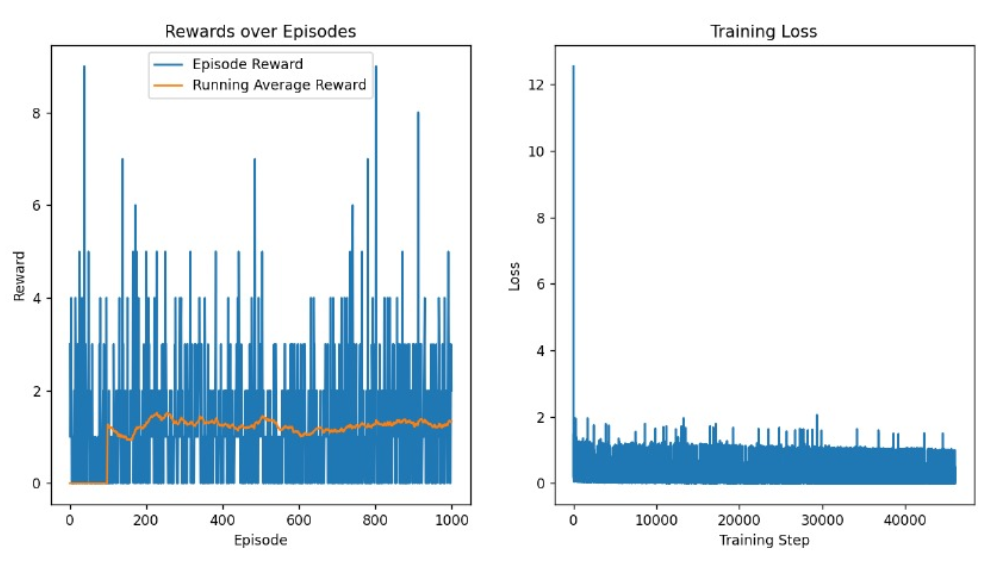 Rewards over Episodes
Episode Reward
Running Average Reward
8
6
4
2
0
Reward
0 200 400 600 800 1000
Episode
Training Loss
12
10
8
6
4
2
0
Loss
0 10000 20000 30000 40000
Training Step